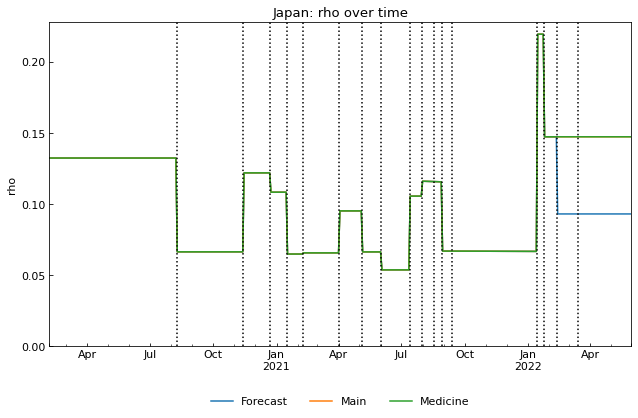 Japan: rho over time
rho
0.20
0.15
0.10
0.05
0.00
Apr Jul Oct Jan Apr Jul Oct Jan Apr
2021 2022
Forecast Main Medicine